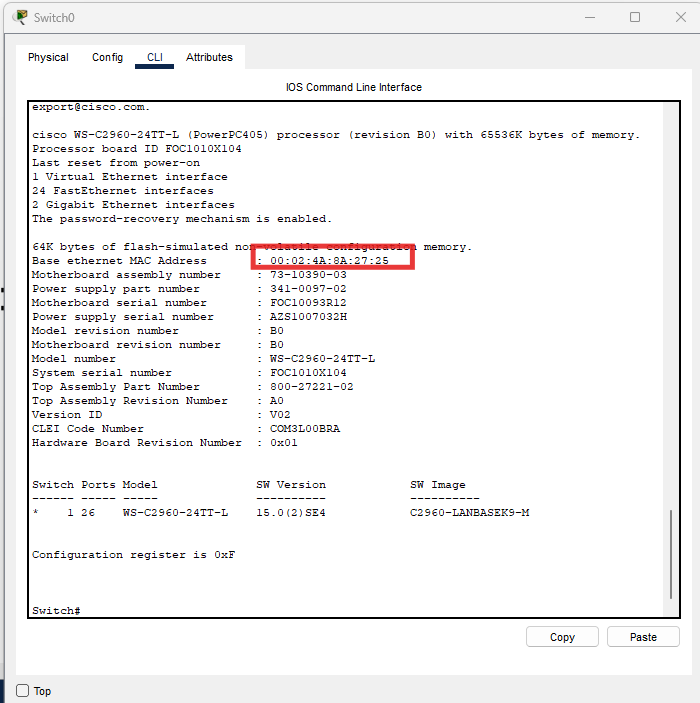 Switch0
Physical Config CLI Attributes
IOS Command Line Interface
export@cisco.com.
cisco WS-C2960-24TT-L (PowerPC405) processor (revision B0) with 65536K bytes of memory.
Processor board ID FOC1010X104
Last reset from power-on
1 Virtual Ethernet interface
24 FastEthernet interfaces
2 Gigabit Ethernet interfaces
The password-recovery mechanism is enabled.
64K bytes of flash-simulated non-volatile configuration memory.
Base ethernet MAC Address : 00:02:4A:8A:27:25
Motherboard assembly number : 73-10390-03
Power supply part number : 341-0097-02
Motherboard serial number : FOC10093R12
Power supply serial number : AZS1007032H
Model revision number : B0
Motherboard revision number : B0
Model number : WS-C2960-24TT-L
System serial number : FOC1010X104
Top Assembly Part Number : 800-27221-02
Top Assembly Revision Number : A0
Version ID : V02
CLEI Code Number : COM3L00BRA
Hardware Board Revision Number : 0x01
Switch Ports Model SW Version SW Image
------ ----- ----- ---------- ----------
* 1 26 WS-C2960-24TT-L 15.0(2)SE4 C2960-LANBASEK9-M
Configuration register is 0xF
Switch#
Copy Paste
Top